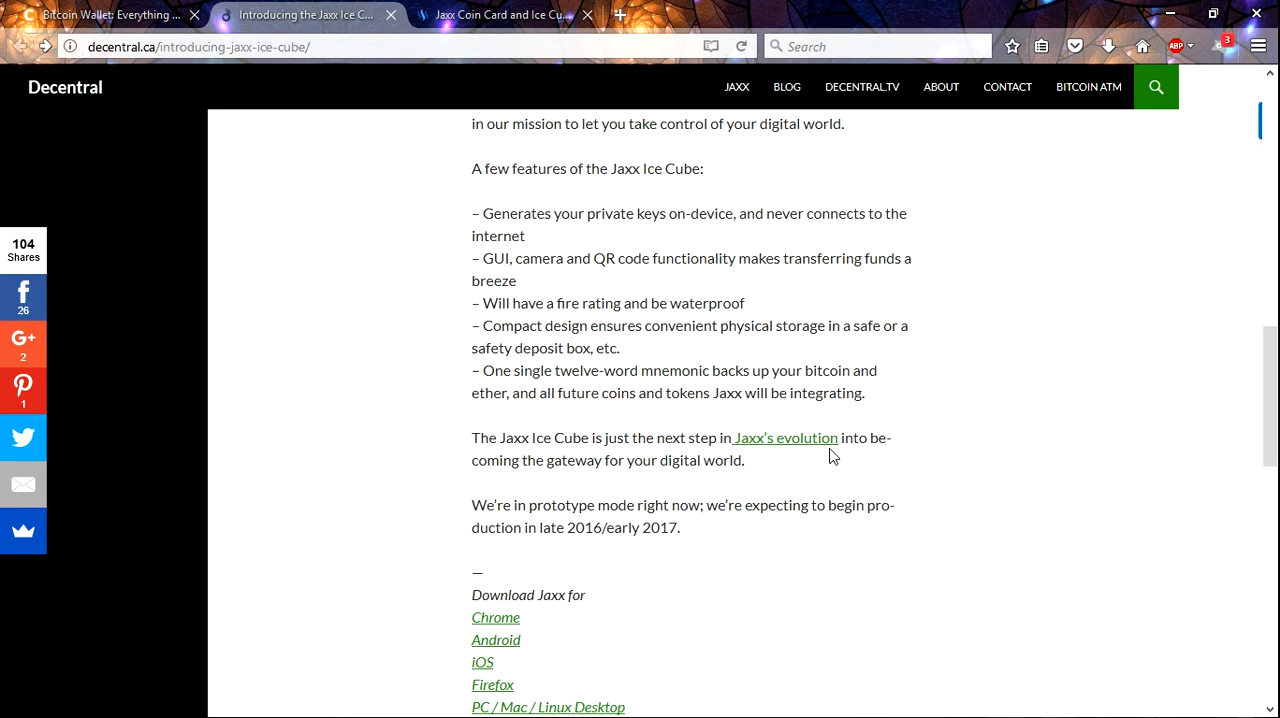 Bitcoin Wallet: Everything ...
Introducing the Jaxx Ice C...
Jaxx Coin Card and Ice Cu...
decentral.ca/introducing-jaxx-ice-cube/
Search
ABP
3
Decentral
JAXX
BLOG
DECENTRAL.TV
ABOUT
CONTACT
BITCOIN ATM
in our mission to let you take control of your digital world.
A few features of the Jaxx Ice Cube:
– Generates your private keys on-device, and never connects to the
internet
– GUI, camera and QR code functionality makes transferring funds a
breeze
– Will have a fire rating and be waterproof
– Compact design ensures convenient physical storage in a safe or a
safety deposit box, etc.
– One single twelve-word mnemonic backs up your bitcoin and
ether, and all future coins and tokens Jaxx will be integrating.
The Jaxx Ice Cube is just the next step in Jaxx’s evolution into be-
coming the gateway for your digital world.
We’re in prototype mode right now; we’re expecting to begin pro-
duction in late 2016/early 2017.
—
Download Jaxx for
Chrome
Android
iOS
Firefox
PC / Mac / Linux Desktop
104
Shares
f
26
G+
2
1